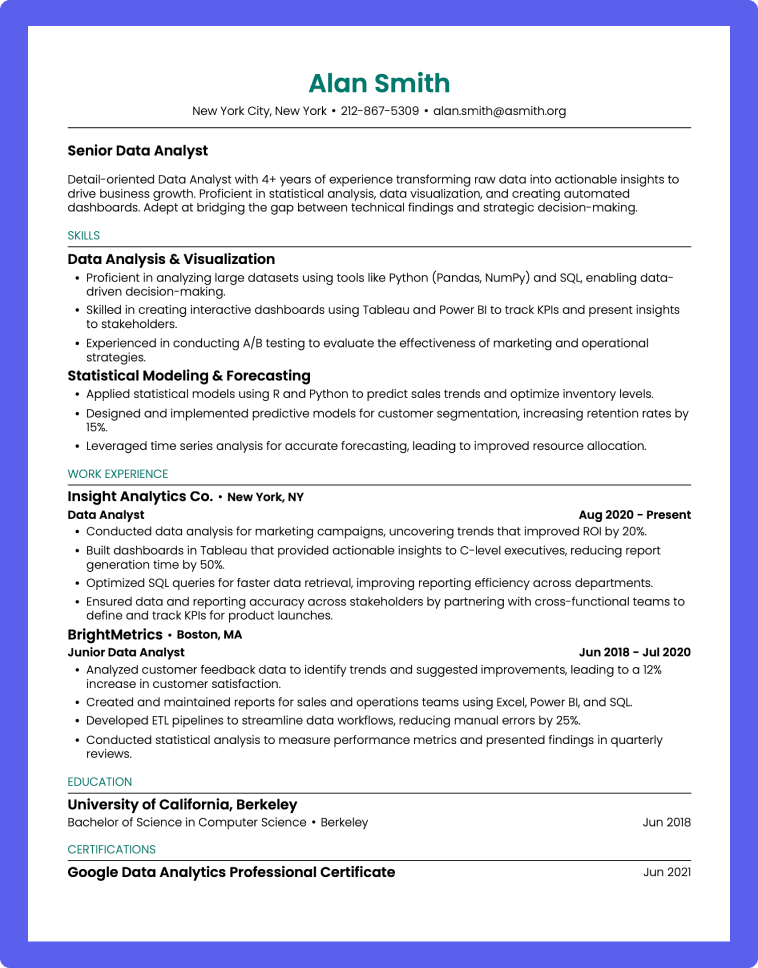 Alan Smith
New York City, New York • 212-867-5309 • alan.smith@asmith.org
Senior Data Analyst
Detail-oriented Data Analyst with 4+ years of experience transforming raw data into actionable insights to
drive business growth. Proficient in statistical analysis, data visualization, and creating automated
dashboards. Adept at bridging the gap between technical findings and strategic decision-making.
SKILLS
Data Analysis & Visualization
• Proficient in analyzing large datasets using tools like Python (Pandas, NumPy) and SQL, enabling data-
driven decision-making.
• Skilled in creating interactive dashboards using Tableau and Power BI to track KPIs and present insights
to stakeholders.
• Experienced in conducting A/B testing to evaluate the effectiveness of marketing and operational
strategies.
Statistical Modeling & Forecasting
• Applied statistical models using R and Python to predict sales trends and optimize inventory levels.
• Designed and implemented predictive models for customer segmentation, increasing retention rates by
15%.
• Leveraged time series analysis for accurate forecasting, leading to improved resource allocation.
WORK EXPERIENCE
Insight Analytics Co. • New York, NY
Data Analyst Aug 2020 - Present
• Conducted data analysis for marketing campaigns, uncovering trends that improved ROI by 20%.
• Built dashboards in Tableau that provided actionable insights to C-level executives, reducing report
generation time by 50%.
• Optimized SQL queries for faster data retrieval, improving reporting efficiency across departments.
• Ensured data and reporting accuracy across stakeholders by partnering with cross-functional teams to
define and track KPIs for product launches.
BrightMetrics • Boston, MA
Junior Data Analyst Jun 2018 - Jul 2020
• Analyzed customer feedback data to identify trends and suggested improvements, leading to a 12%
increase in customer satisfaction.
• Created and maintained reports for sales and operations teams using Excel, Power BI, and SQL.
• Developed ETL pipelines to streamline data workflows, reducing manual errors by 25%.
• Conducted statistical analysis to measure performance metrics and presented findings in quarterly
reviews.
EDUCATION
University of California, Berkeley
Bachelor of Science in Computer Science • Berkeley Jun 2018
CERTIFICATIONS
Google Data Analytics Professional Certificate Jun 2021